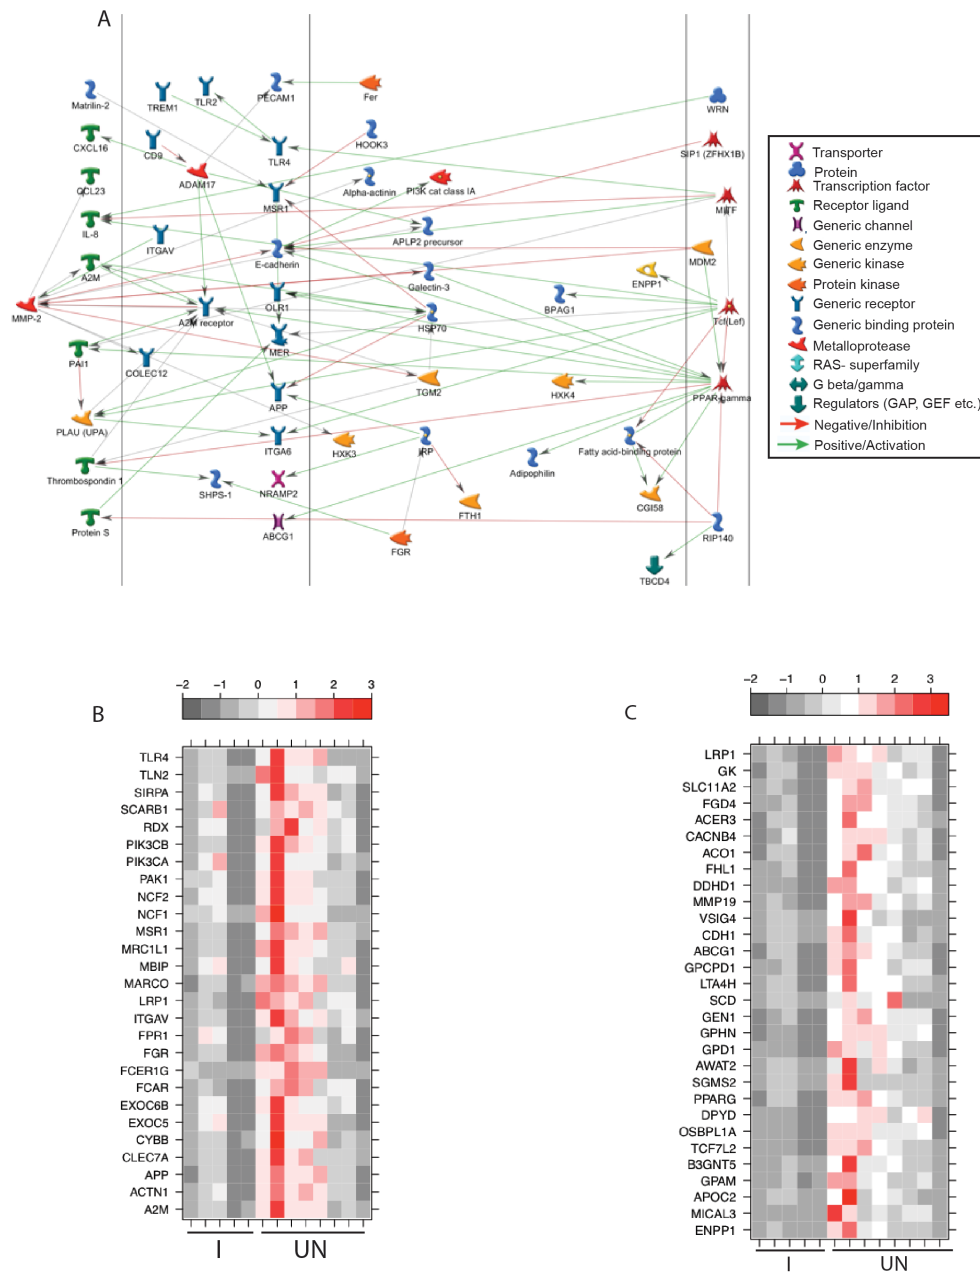 A
Matrilin-2
TREM1
TLR2
PECAM1
Fer
WRN
CXCL16
CD9
ADAM17
TLR4
HOOK3
SIP1 (ZFHX1B)
CCL23
MSR1
Alpha-actinin
PI3K cat class IA
MITF
IL-8
ITGAV
E-cadherin
APLP2 precursor
MDM2
A2M
OLR1
Galectin-3
ENPP1
BPAG1
MMP-2
A2M receptor
HSP70
Tcf(Lef)
PAI1
COLEC12
MER
TGM2
HXK4
PPAR-gamma
APP
PLAU (UPA)
ITGA6
HXK3
IRP
Adipophilin
Fatty acid-binding protein
Thrombospondin 1
SHPS-1
NRAMP2
FTH1
CGI58
Protein S
ABCG1
FGR
RIP140
TBCD4
Transporter
Protein
Transcription factor
Receptor ligand
Generic channel
Generic enzyme
Generic kinase
Protein kinase
Generic receptor
Generic binding protein
Metalloprotease
RAS- superfamily
G beta/gamma
Regulators (GAP, GEF etc.)
Negative/Inhibition
Positive/Activation
B
−2 −1 0 1 2 3
TLR4
TLN2
SIRPA
SCARB1
RDX
PIK3CB
PIK3CA
PAK1
NCF2
NCF1
MSR1
MRC1L1
MBIP
MARCO
LRP1
ITGAV
FPR1
FGR
FCER1G
FCAR
EXOC6B
EXOC5
CYBB
CLEC7A
APP
ACTN1
A2M
I UN
C
−2 −1 0 1 2 3
LRP1
GK
SLC11A2
FGD4
ACER3
CACNB4
ACO1
FHL1
DDHD1
MMP19
VSIG4
CDH1
ABCG1
GPCPD1
LTA4H
SCD
GEN1
GPHN
GPD1
AWAT2
SGMS2
PPARG
DPYD
OSBPL1A
TCF7L2
B3GNT5
GPAM
APOC2
MICAL3
ENPP1
I UN